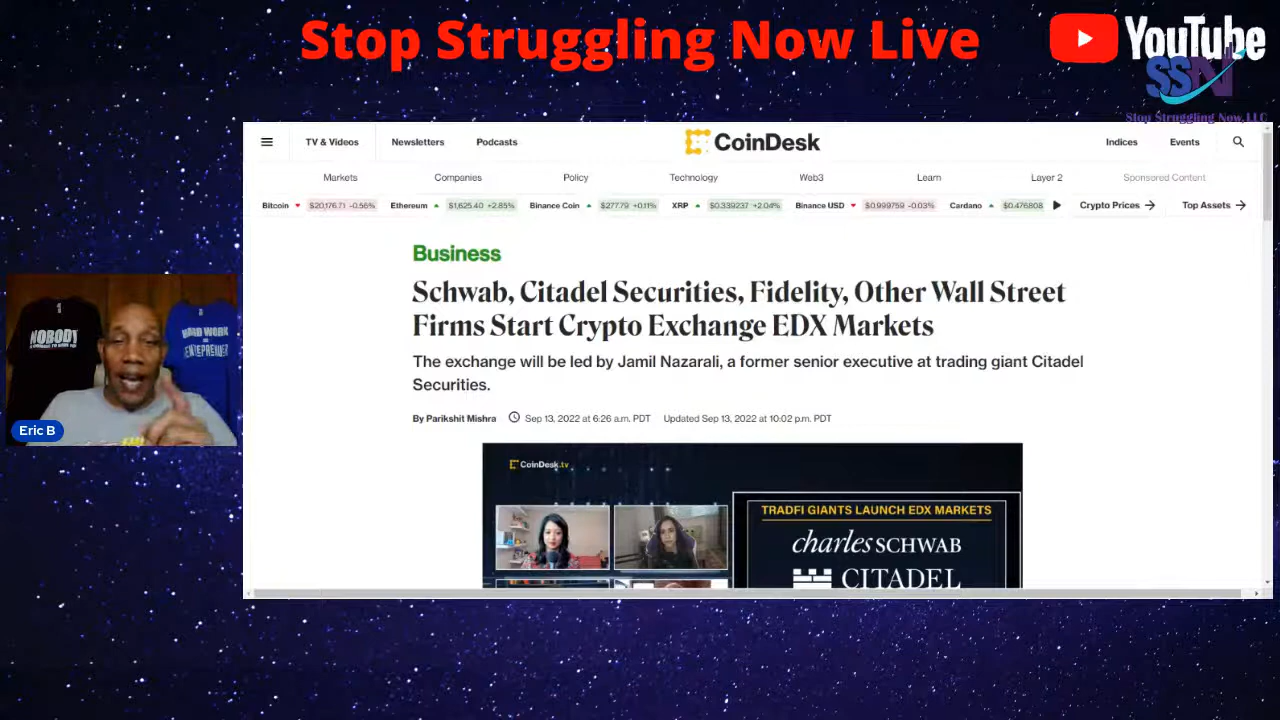 Stop Struggling Now Live
YouTube
SSN
Stop Struggling Now, LLC
TV & Videos Newsletters Podcasts CoinDesk Indices Events
Markets Companies Policy Technology Web3 Learn Layer 2 Sponsored Content
Bitcoin $20,176.71 -0.56% Ethereum $1,625.40 +2.85% Binance Coin $277.79 +0.11% XRP $0.339237 +2.04% Binance USD $0.999759 -0.03% Cardano $0.476808 Crypto Prices Top Assets
Business
Schwab, Citadel Securities, Fidelity, Other Wall Street
Firms Start Crypto Exchange EDX Markets
The exchange will be led by Jamil Nazarali, a former senior executive at trading giant Citadel
Securities.
By Parikshit Mishra Sep 13, 2022 at 6:26 a.m. PDT Updated Sep 13, 2022 at 10:02 p.m. PDT
CoinDesk.tv
TRADFI GIANTS LAUNCH EDX MARKETS
charles SCHWAB
CITADEL
NOBODY
HARD WORK
Eric B